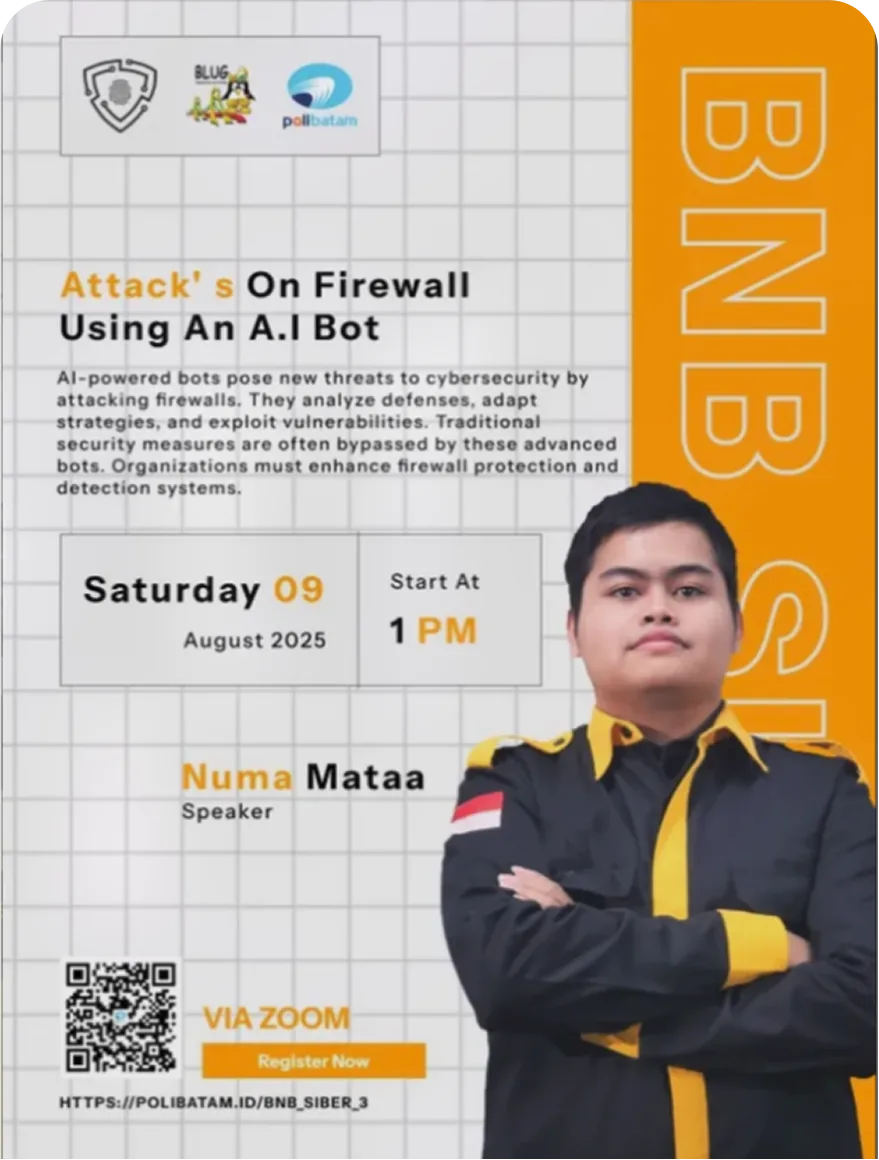 BLUG
polibatam
BNB SI
Attack' s On Firewall
Using An A.I Bot
AI-powered bots pose new threats to cybersecurity by
attacking firewalls. They analyze defenses, adapt
strategies, and exploit vulnerabilities. Traditional
security measures are often bypassed by these advanced
bots. Organizations must enhance firewall protection and
detection systems.
Saturday 09
August 2025
Start At
1 PM
Numa Mataa
Speaker
VIA ZOOM
Register Now
HTTPS://POLIBATAM.ID/BNB_SIBER_3